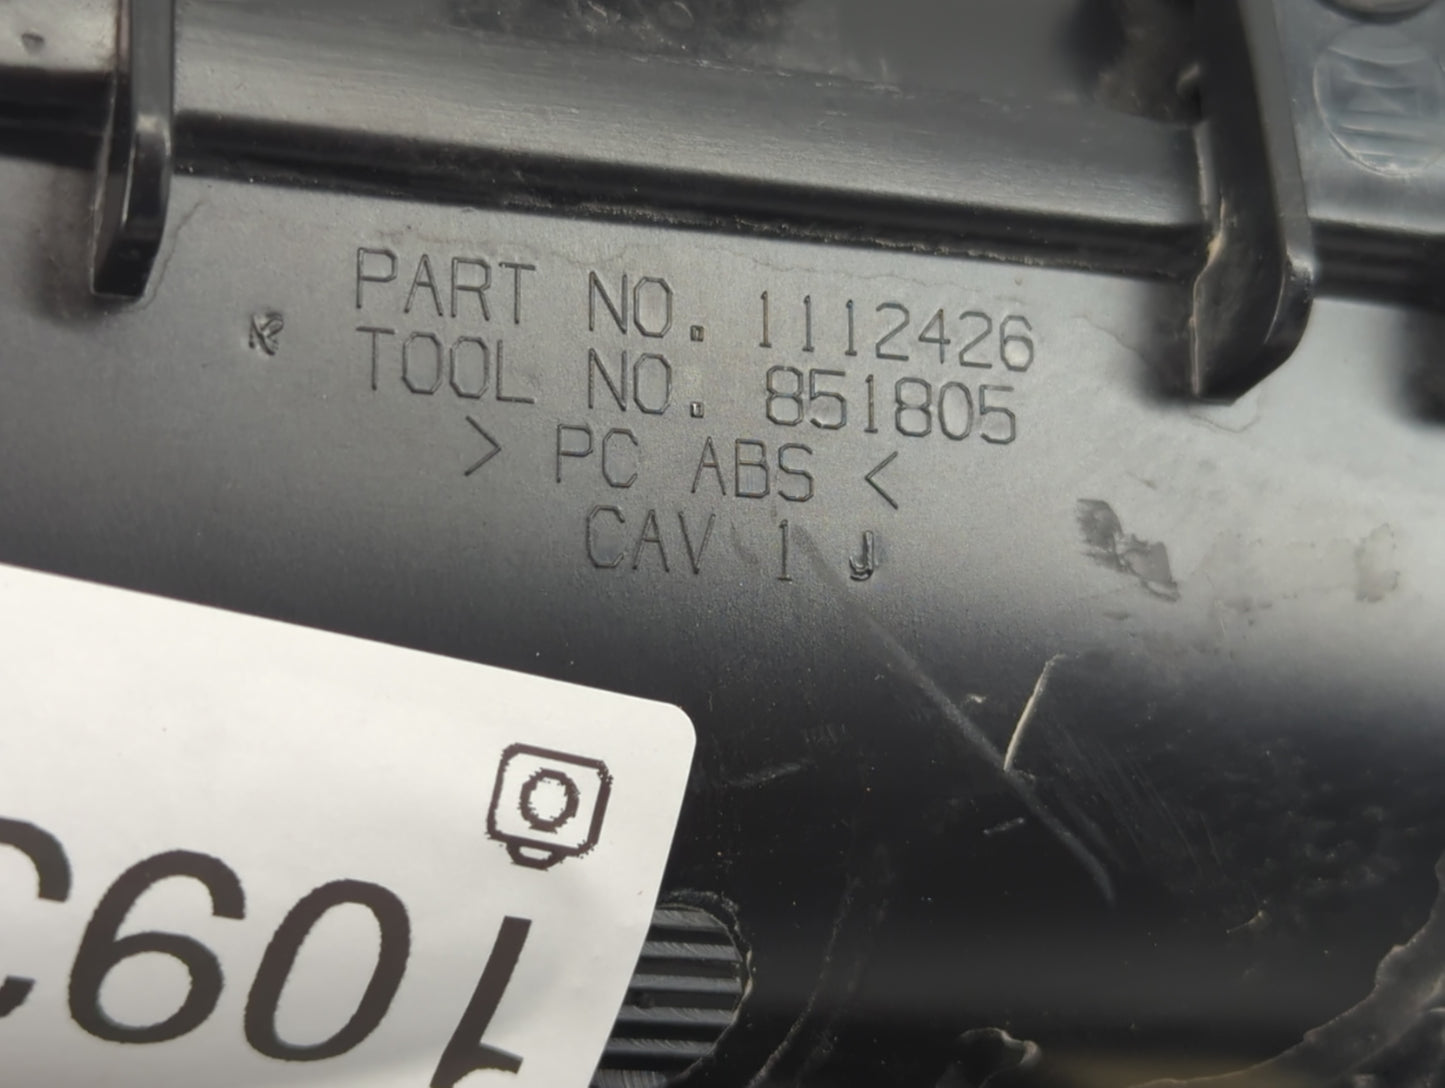 PART NO. 1112426
TOOL NO. 851805
> PC ABS <
CAV 1 J